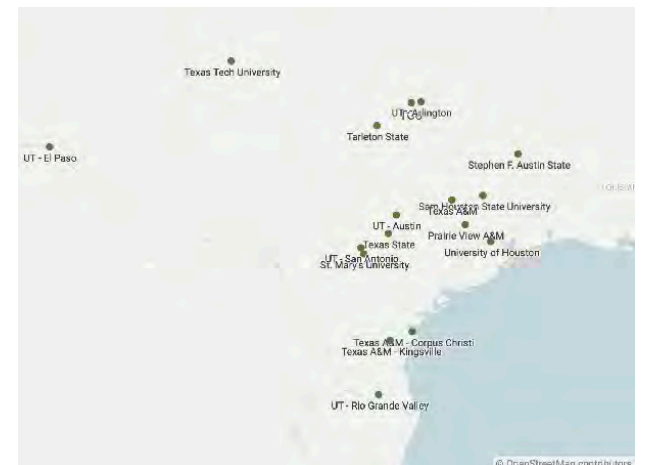 Texas Tech University
UT - Arlington
TCU
Tarleton State
UT - El Paso
Stephen F. Austin State
Sam Houston State University
Texas A&M
UT - Austin
Prairie View A&M
Texas State
University of Houston
UT - San Antonio
St. Mary's University
Texas A&M - Corpus Christi
Texas A&M - Kingsville
UT - Rio Grande Valley
© OpenStreetMap contributors